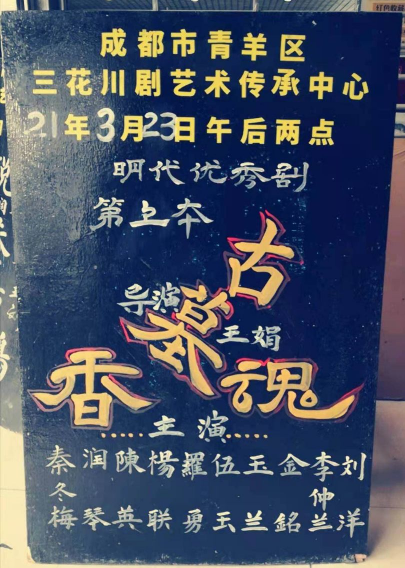 成都市青羊区
三花川剧艺术传承中心
21年3月23日午后两点
明代优秀剧
第上本
古墓香魂
导演 王娟
主演
秦冬梅
润琴
陳英
楊联
羅勇
伍玉
玉兰
金銘
李仲兰
刘洋